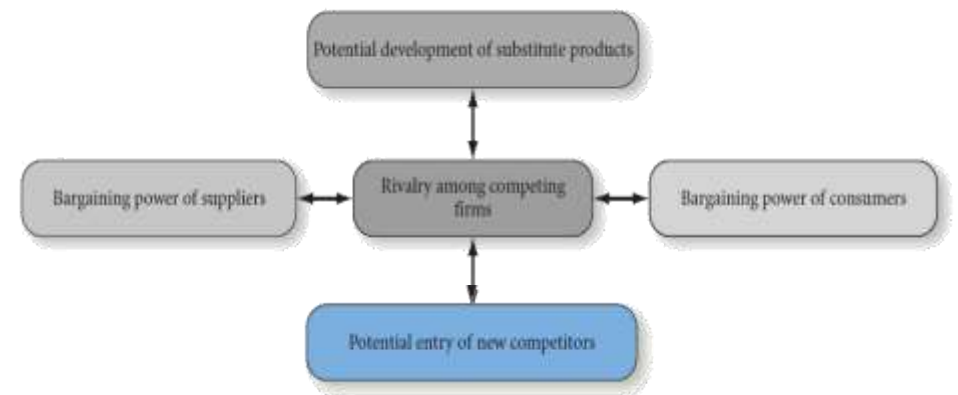 Potential development of substitute products
Bargaining power of suppliers
Rivalry among competing
firms
Bargaining power of consumers
Potential entry of new competitors